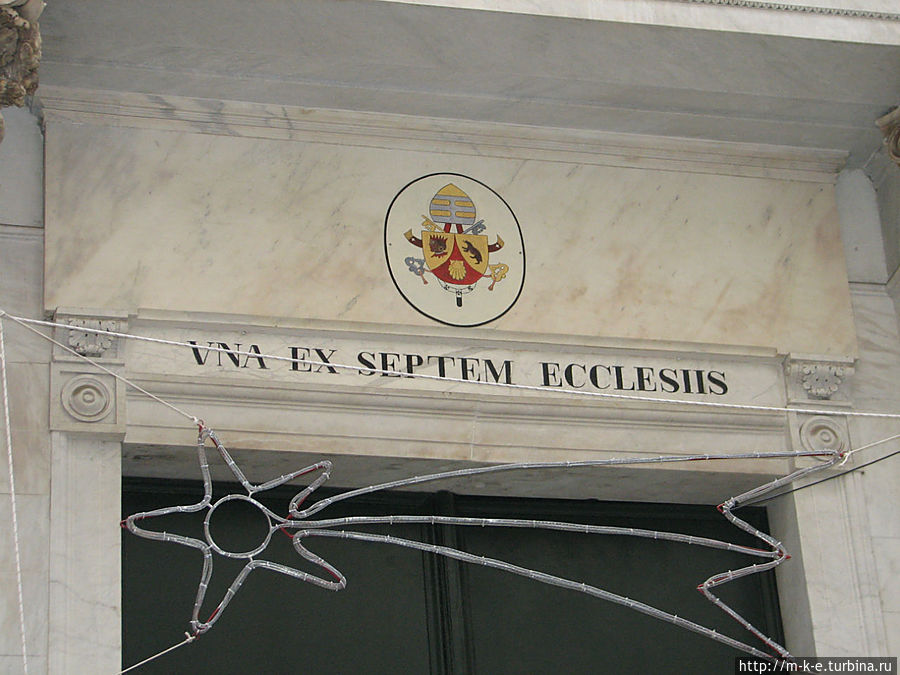 VNA EX SEPTEM ECCLESIIS
http://m-k-e.turbina.ru